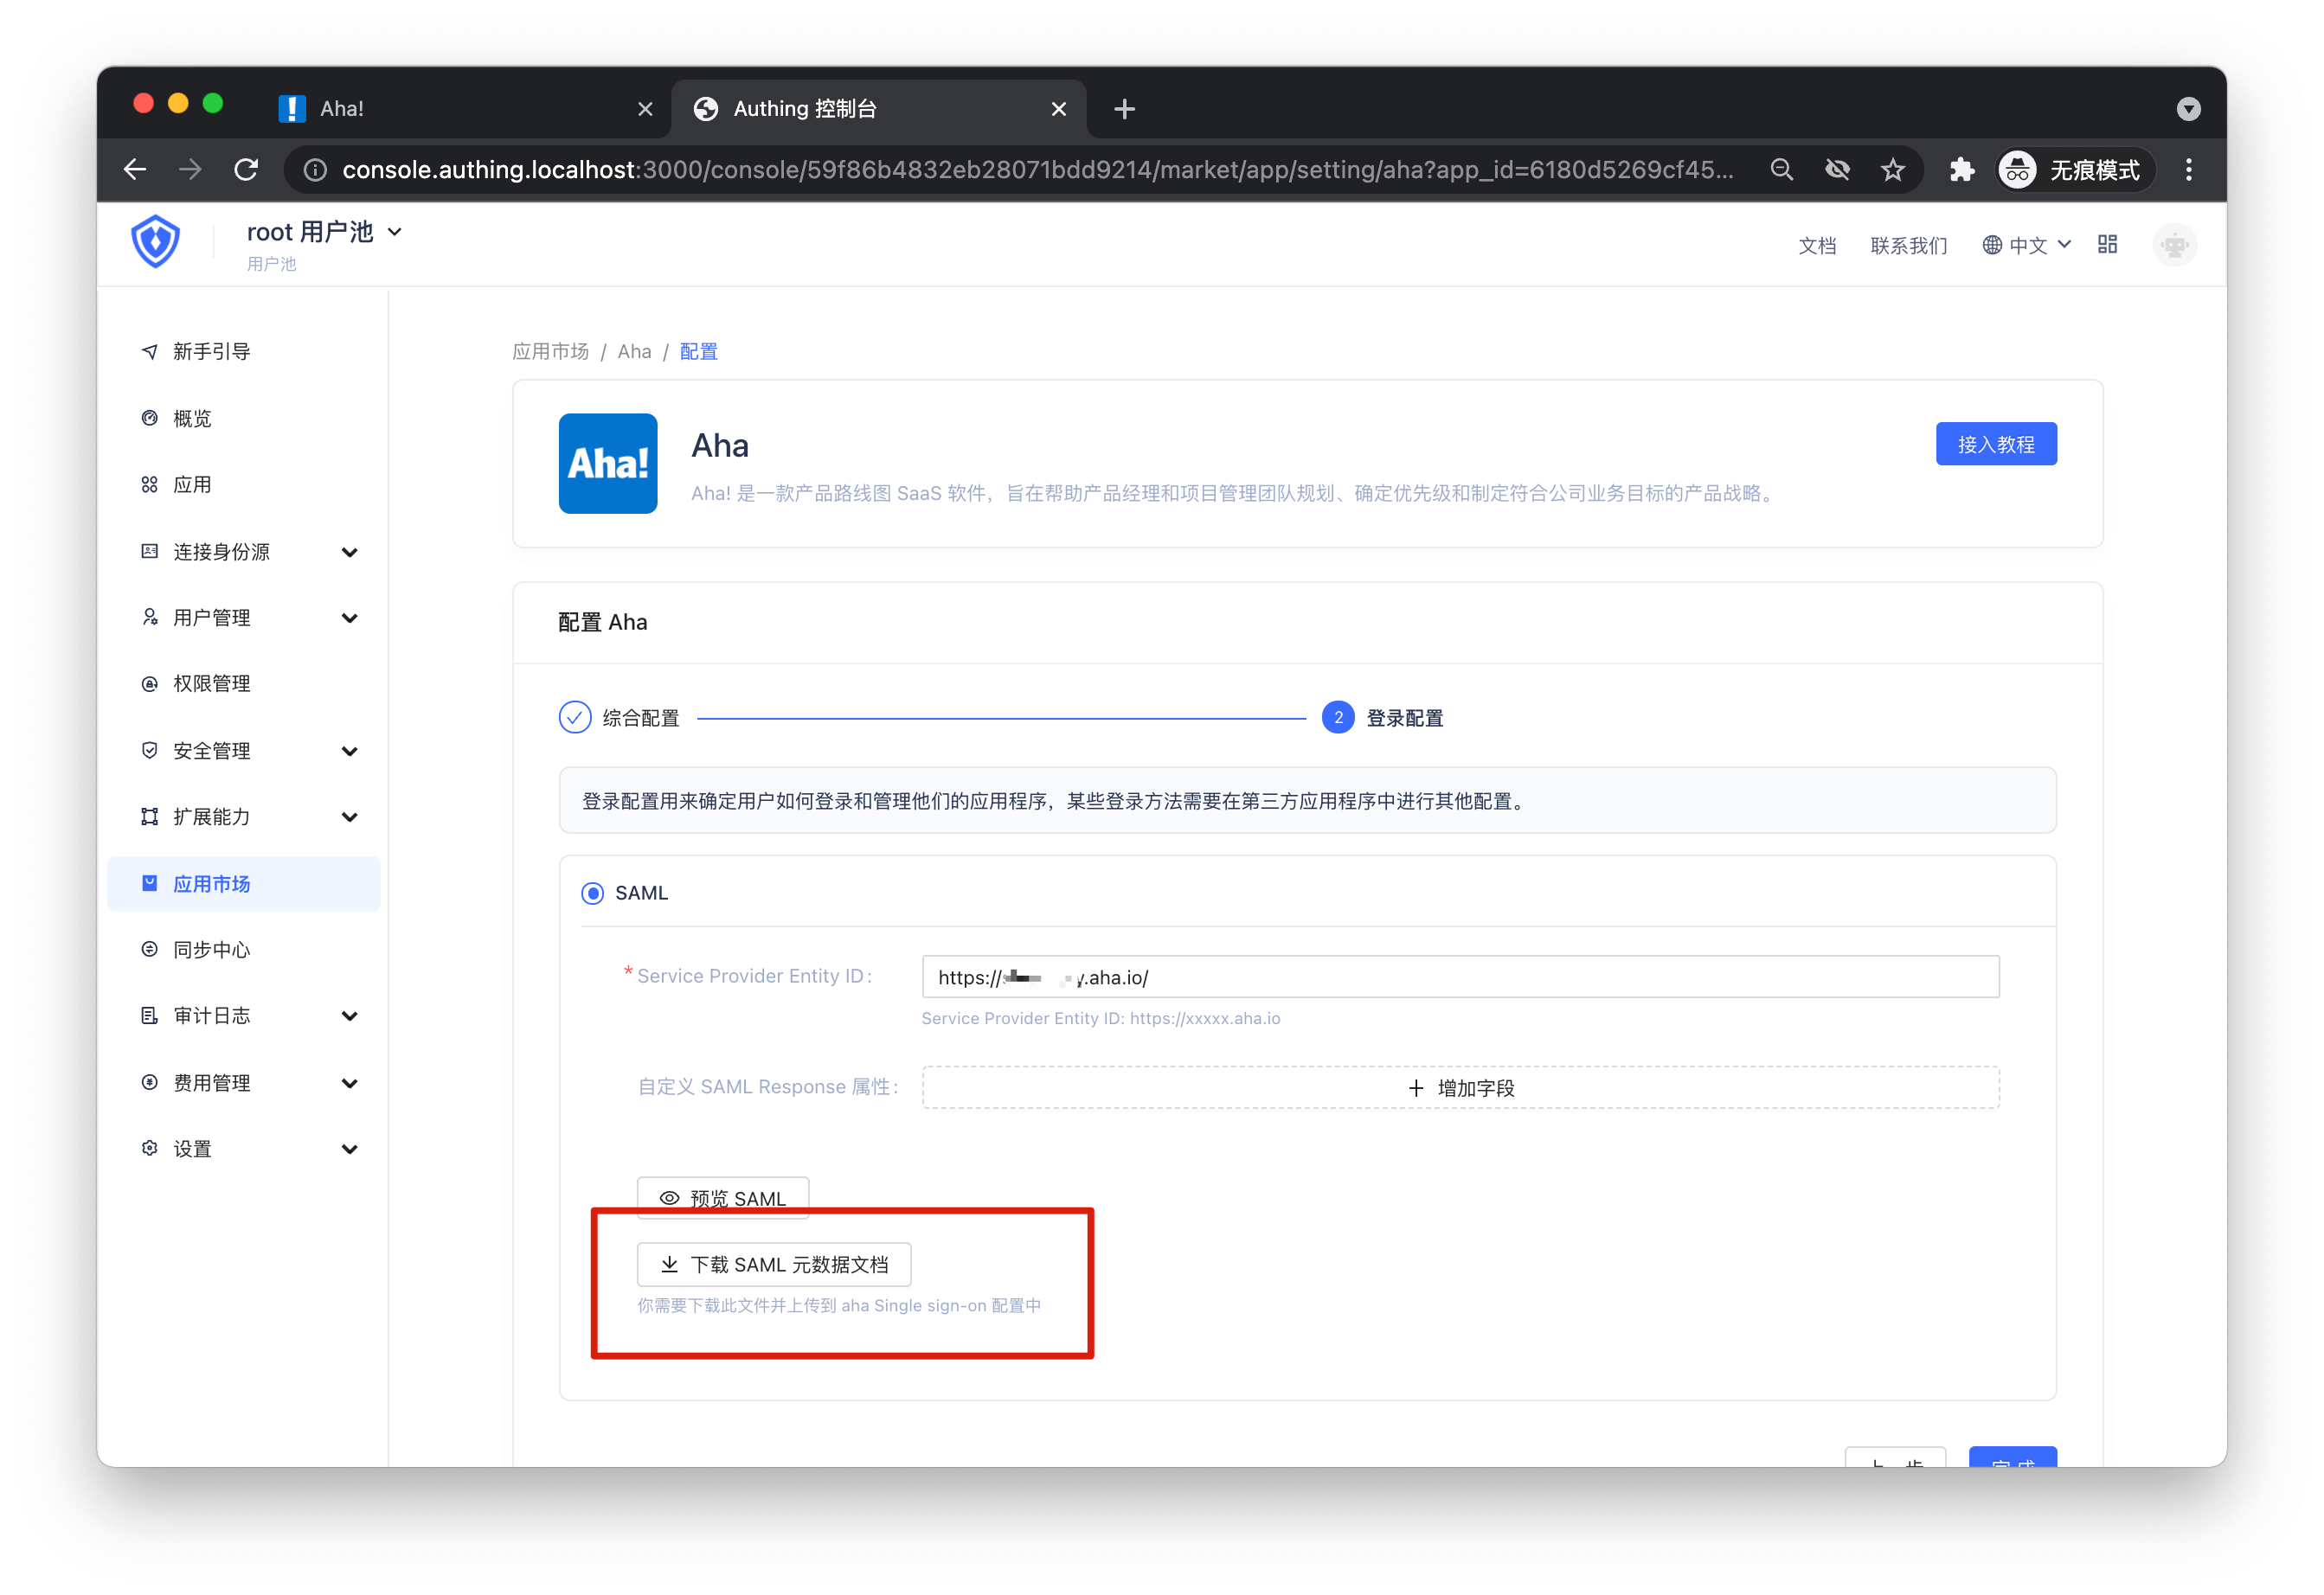 Aha!
Authing 控制台
console.authing.localhost:3000/console/59f86b4832eb28071bdd9214/market/app/setting/aha?app_id=6180d5269cf45...
无痕模式
root 用户池
用户池
文档
联系我们
中文
新手引导
概览
应用
连接身份源
用户管理
权限管理
安全管理
扩展能力
应用市场
同步中心
审计日志
费用管理
设置
应用市场 / Aha / 配置
Aha!
Aha
接入教程
Aha! 是一款产品路线图 SaaS 软件，旨在帮助产品经理和项目管理团队规划、确定优先级和制定符合公司业务目标的产品战略。
配置 Aha
综合配置
2 登录配置
登录配置用来确定用户如何登录和管理他们的应用程序，某些登录方法需要在第三方应用程序中进行其他配置。
SAML
* Service Provider Entity ID:
https:// y.aha.io/
Service Provider Entity ID: https://xxxxx.aha.io
自定义 SAML Response 属性:
+ 增加字段
预览 SAML
下载 SAML 元数据文档
你需要下载此文件并上传到 aha Single sign-on 配置中
上一步
完成